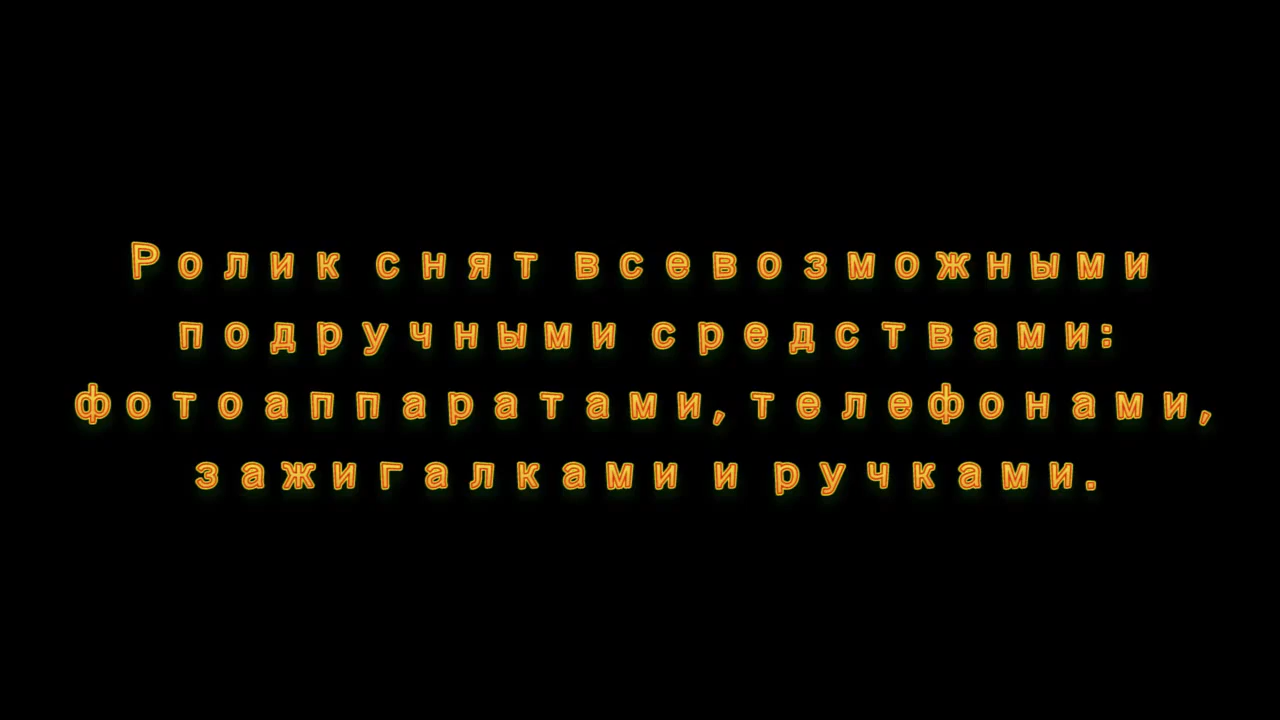 Ролик снят всевозможными
подручными средствами:
фотоаппаратами, телефонами,
зажигалками и ручками.